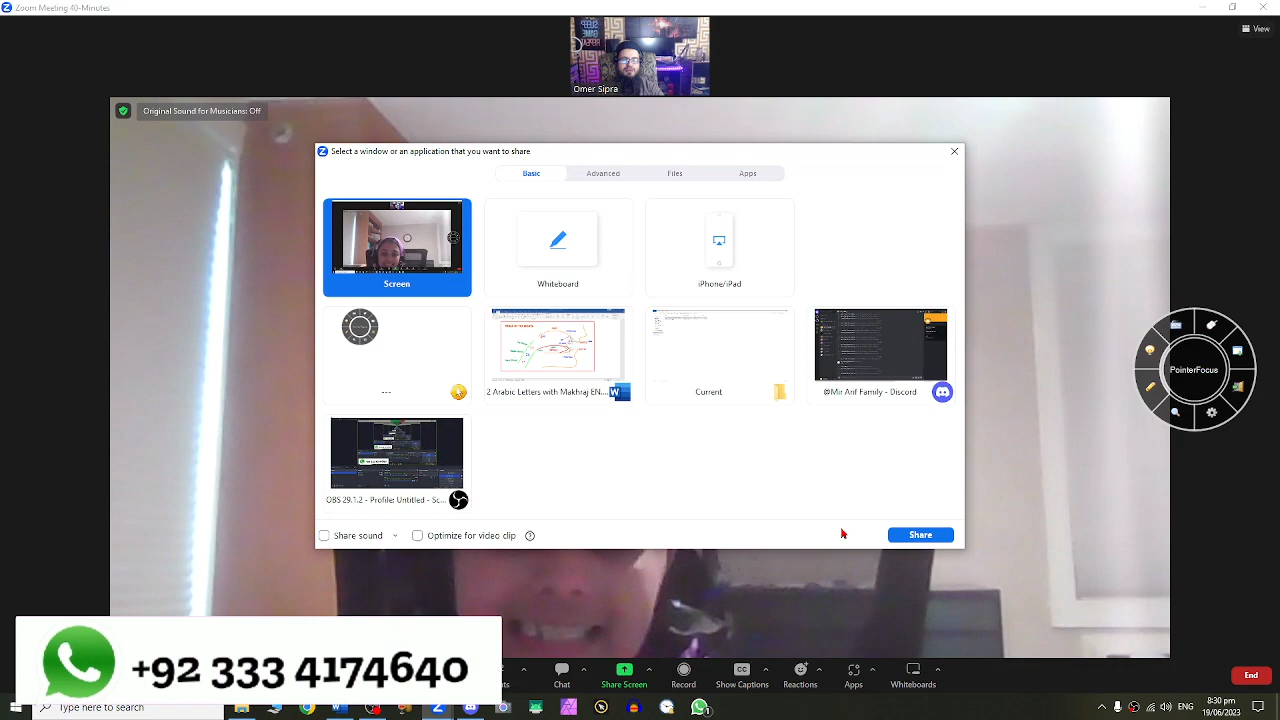 Zoom Meeting 40-Minutes
View
Omer Sipra
Original Sound for Musicians: Off
Select a window or an application that you want to share
Basic
Advanced
Files
Apps
Screen
Whiteboard
iPhone/iPad
---
2 Arabic Letters with Makhraj EN....
Current
@Mir Arif Family - Discord
OBS 29.1.2 - Profile: Untitled - Sc...
PointerFocus
Share sound
Optimize for video clip
Share
+92 333 4174640
Chat
Share Screen
Record
Show Captions
Reactions
Apps
Whiteboards
End
Type here to search
8:30 pm
19/06/2023